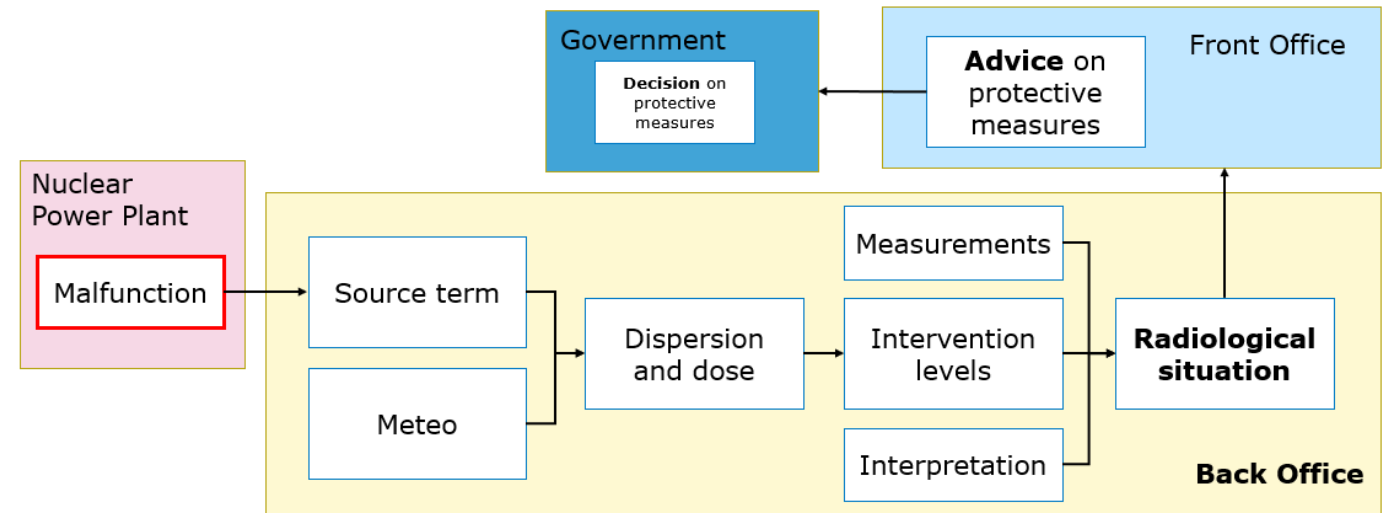 Government
Decision on
protective
measures
Front Office
Advice on
protective
measures
Nuclear
Power Plant
Malfunction
Source term
Meteo
Dispersion
and dose
Measurements
Intervention
levels
Interpretation
Radiological
situation
Back Office